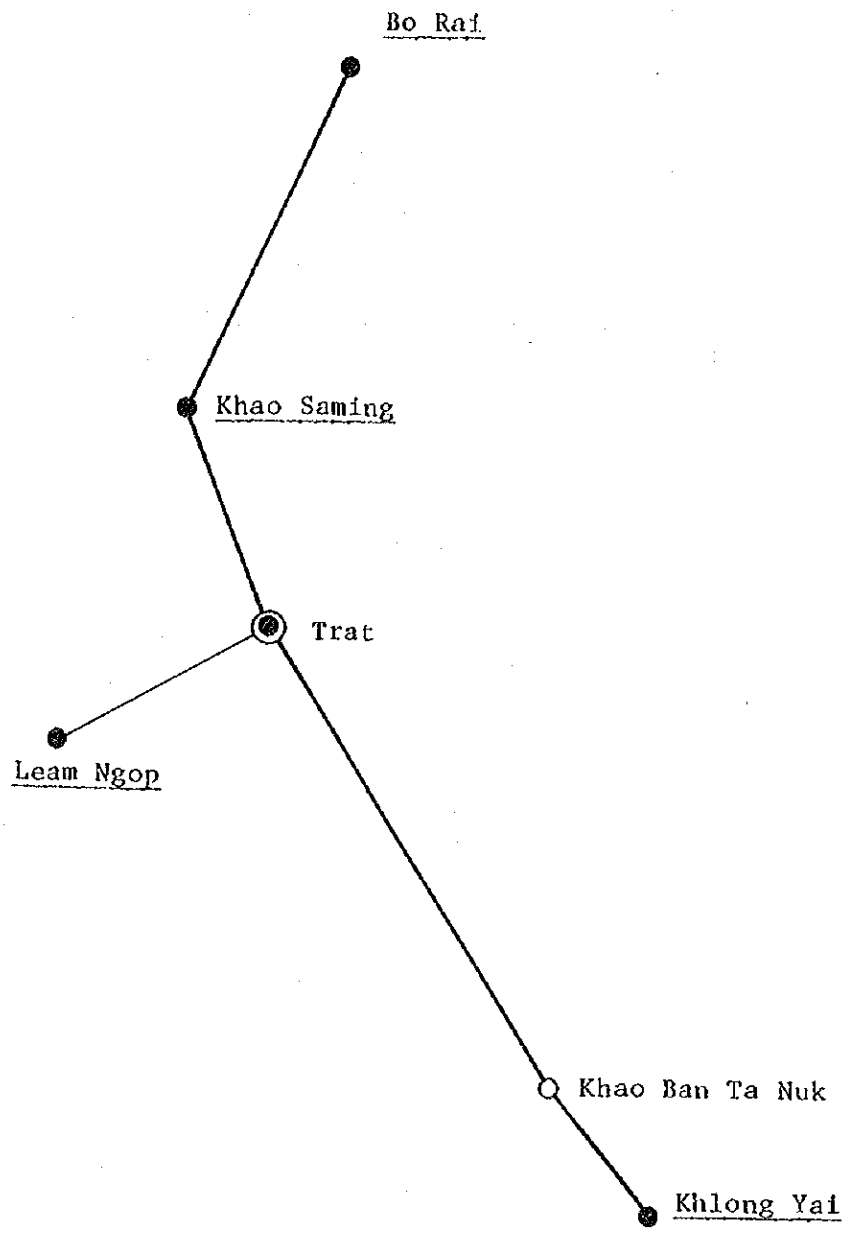 Bo Rai
Khao Saming
Trat
Leam Ngop
Khao Ban Ta Nuk
Khlong Yai